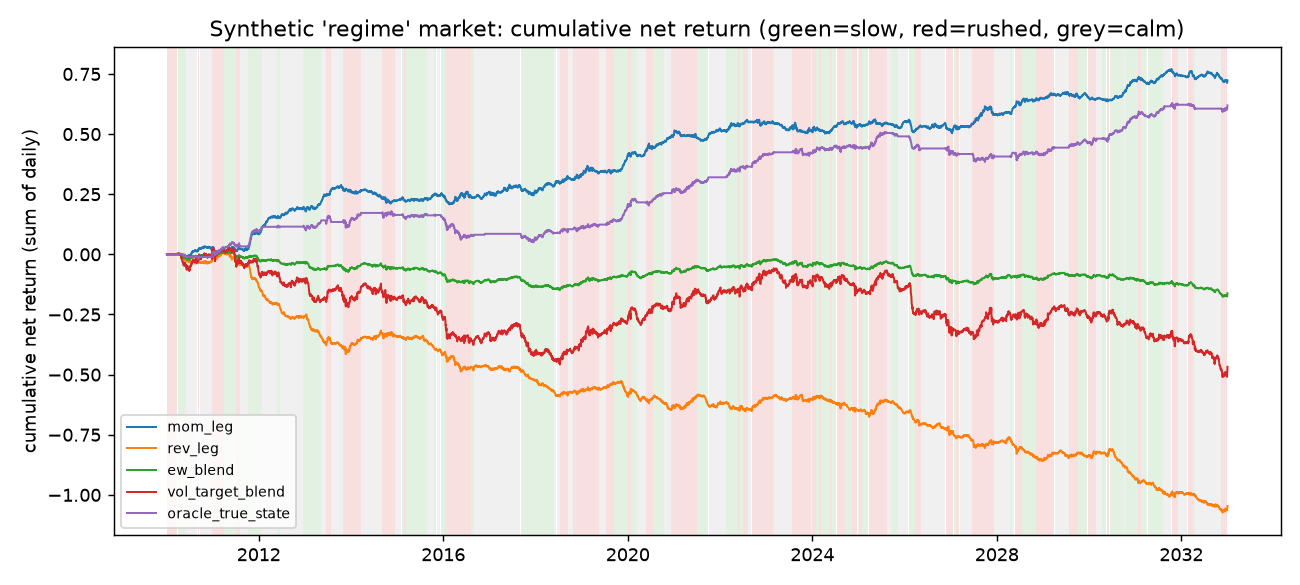 Synthetic 'regime' market: cumulative net return (green=slow, red=rushed, grey=calm)
cumulative net return (sum of daily)
0.75
0.50
0.25
0.00
−0.25
−0.50
−0.75
−1.00
mom_leg
rev_leg
ew_blend
vol_target_blend
oracle_true_state
2012
2016
2020
2024
2028
2032